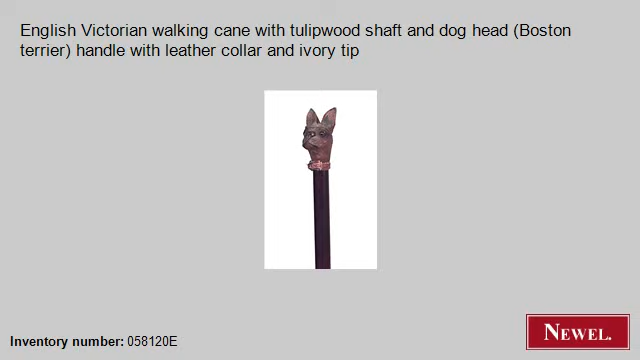 English Victorian walking cane with tulipwood shaft and dog head (Boston
terrier) handle with leather collar and ivory tip
Inventory number: 058120E
NEWEL.